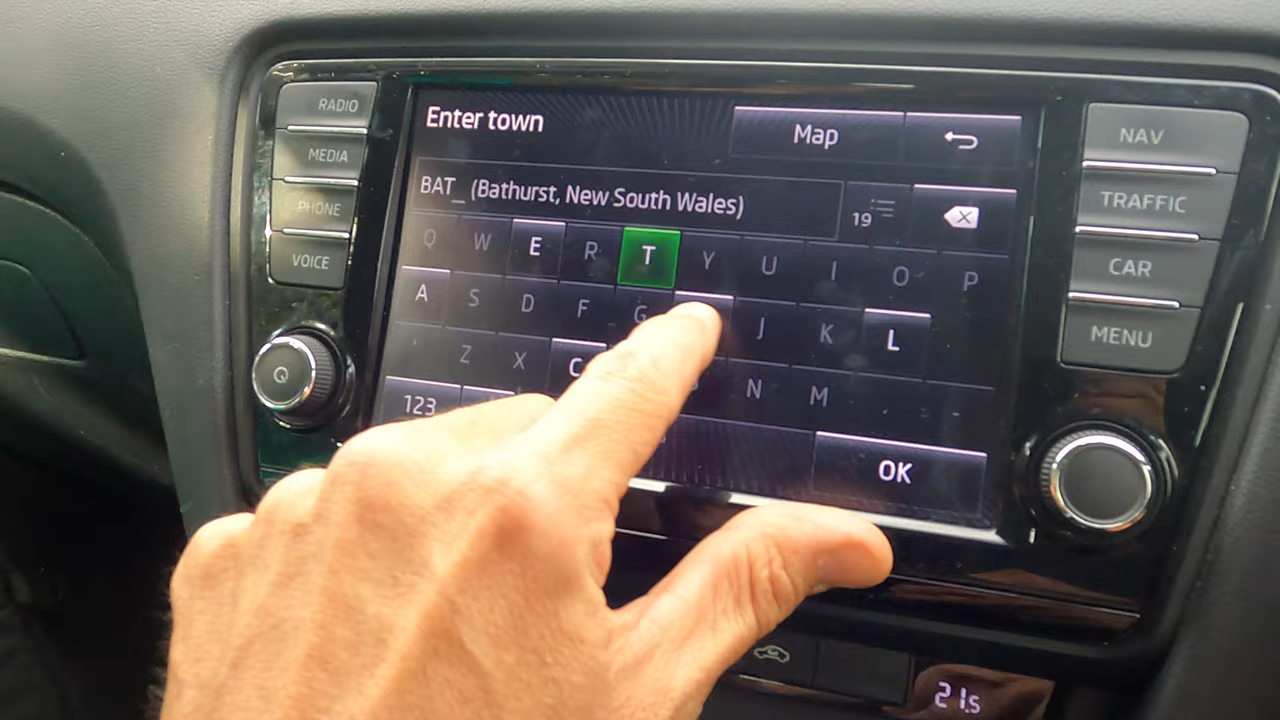 RADIO
MEDIA
PHONE
VOICE
Enter town
Map
BAT_ (Bathurst, New South Wales)
19
Q W E R T Y U I O P
A S D F G J K L
' Z X C N M , . -
123
OK
NAV
TRAFFIC
CAR
MENU
21.5